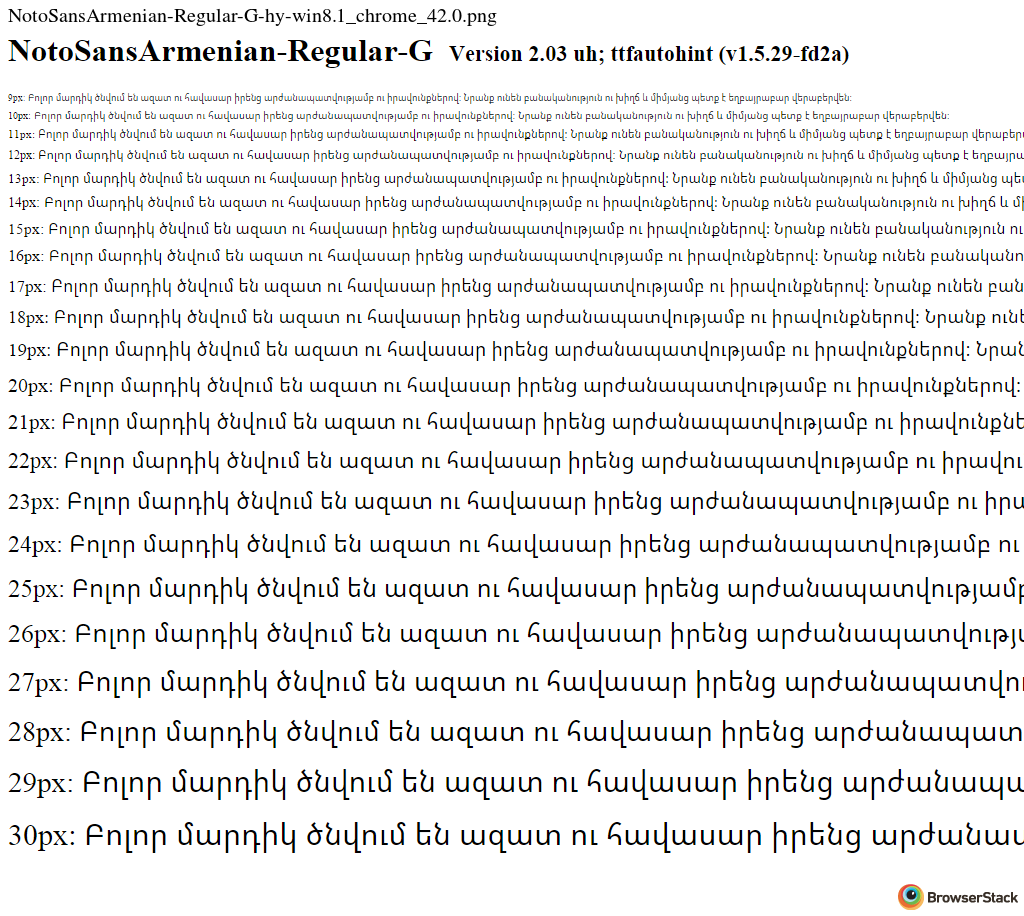 NotoSansArmenian-Regular-G-hy-win8.1_chrome_42.0.png
NotoSansArmenian-Regular-G Version 2.03 uh; ttfautohint (v1.5.29-fd2a)
9px: Բոլոր մարդիկ ծնվում են ազատ ու հավասար իրենց արժանապատվությամբ ու իրավունքներով։ Նրանք ունեն բանականություն ու խիղճ և միմյանց պետք է եղբայրաբար վերաբերվեն։
10px: Բոլոր մարդիկ ծնվում են ազատ ու հավասար իրենց արժանապատվությամբ ու իրավունքներով։ Նրանք ունեն բանականություն ու խիղճ և միմյանց պետք է եղբայրաբար վերաբերվեն։
11px: Բոլոր մարդիկ ծնվում են ազատ ու հավասար իրենց արժանապատվությամբ ու իրավունքներով։ Նրանք ունեն բանականություն ու խիղճ և միմյանց պետք է եղբայրաբար վերաբերվ
12px: Բոլոր մարդիկ ծնվում են ազատ ու հավասար իրենց արժանապատվությամբ ու իրավունքներով։ Նրանք ունեն բանականություն ու խիղճ և միմյանց պետք է եղբայրա
13px: Բոլոր մարդիկ ծնվում են ազատ ու հավասար իրենց արժանապատվությամբ ու իրավունքներով։ Նրանք ունեն բանականություն ու խիղճ և միմյանց պե
14px: Բոլոր մարդիկ ծնվում են ազատ ու հավասար իրենց արժանապատվությամբ ու իրավունքներով։ Նրանք ունեն բանականություն ու խիղճ և մի
15px: Բոլոր մարդիկ ծնվում են ազատ ու հավասար իրենց արժանապատվությամբ ու իրավունքներով։ Նրանք ունեն բանականություն ու
16px: Բոլոր մարդիկ ծնվում են ազատ ու հավասար իրենց արժանապատվությամբ ու իրավունքներով։ Նրանք ունեն բանականո
17px: Բոլոր մարդիկ ծնվում են ազատ ու հավասար իրենց արժանապատվությամբ ու իրավունքներով։ Նրանք ունեն բան
18px: Բոլոր մարդիկ ծնվում են ազատ ու հավասար իրենց արժանապատվությամբ ու իրավունքներով։ Նրանք ունե
19px: Բոլոր մարդիկ ծնվում են ազատ ու հավասար իրենց արժանապատվությամբ ու իրավունքներով։ Նրան
20px: Բոլոր մարդիկ ծնվում են ազատ ու հավասար իրենց արժանապատվությամբ ու իրավունքներով։
21px: Բոլոր մարդիկ ծնվում են ազատ ու հավասար իրենց արժանապատվությամբ ու իրավունքնե
22px: Բոլոր մարդիկ ծնվում են ազատ ու հավասար իրենց արժանապատվությամբ ու իրավու
23px: Բոլոր մարդիկ ծնվում են ազատ ու հավասար իրենց արժանապատվությամբ ու իրա
24px: Բոլոր մարդիկ ծնվում են ազատ ու հավասար իրենց արժանապատվությամբ ու
25px: Բոլոր մարդիկ ծնվում են ազատ ու հավասար իրենց արժանապատվությամբ
26px: Բոլոր մարդիկ ծնվում են ազատ ու հավասար իրենց արժանապատվությ
27px: Բոլոր մարդիկ ծնվում են ազատ ու հավասար իրենց արժանապատվու
28px: Բոլոր մարդիկ ծնվում են ազատ ու հավասար իրենց արժանապատ
29px: Բոլոր մարդիկ ծնվում են ազատ ու հավասար իրենց արժանապա
30px: Բոլոր մարդիկ ծնվում են ազատ ու հավասար իրենց արժանա
BrowserStack